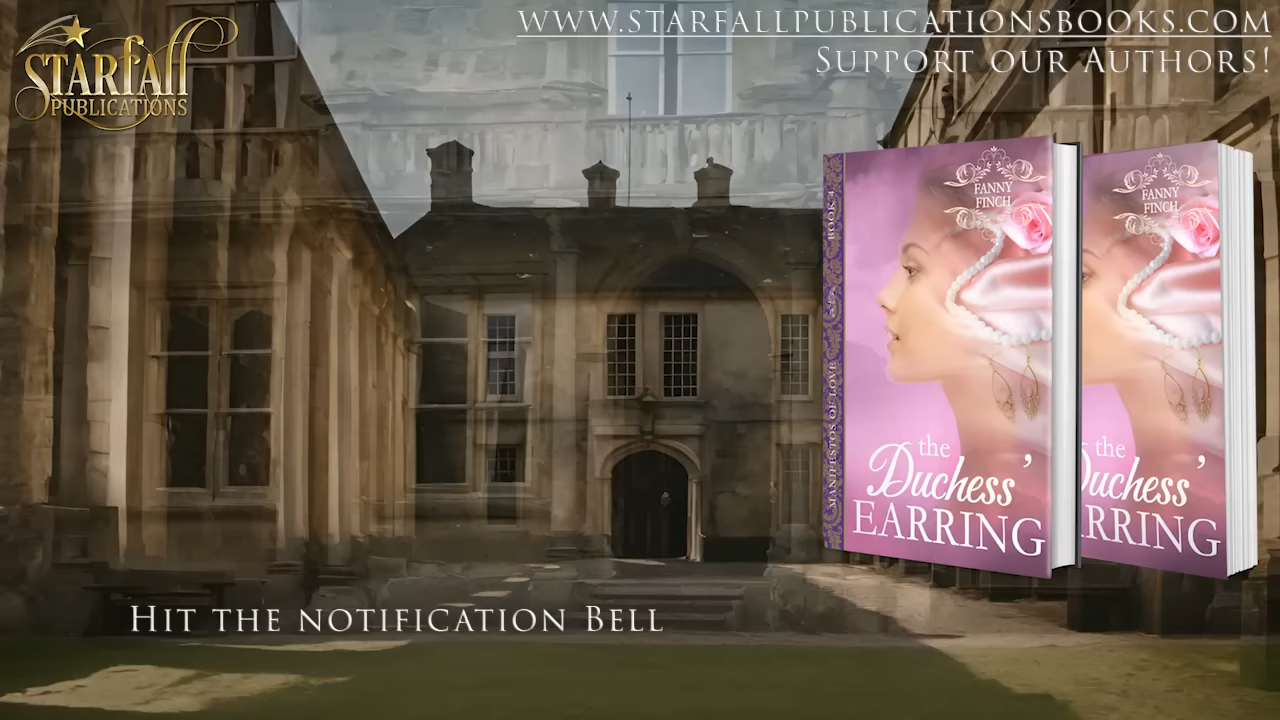 STARfall
PUBLICATIONS
www.starfallpublicationsbooks.com
Support our Authors!
FANNY
FINCH
the
Duchess'
EARRING
MANIFESTOS OF LOVE
BOOK 1
FANNY
FINCH
the
Duchess'
EARRING
Hit the notification Bell